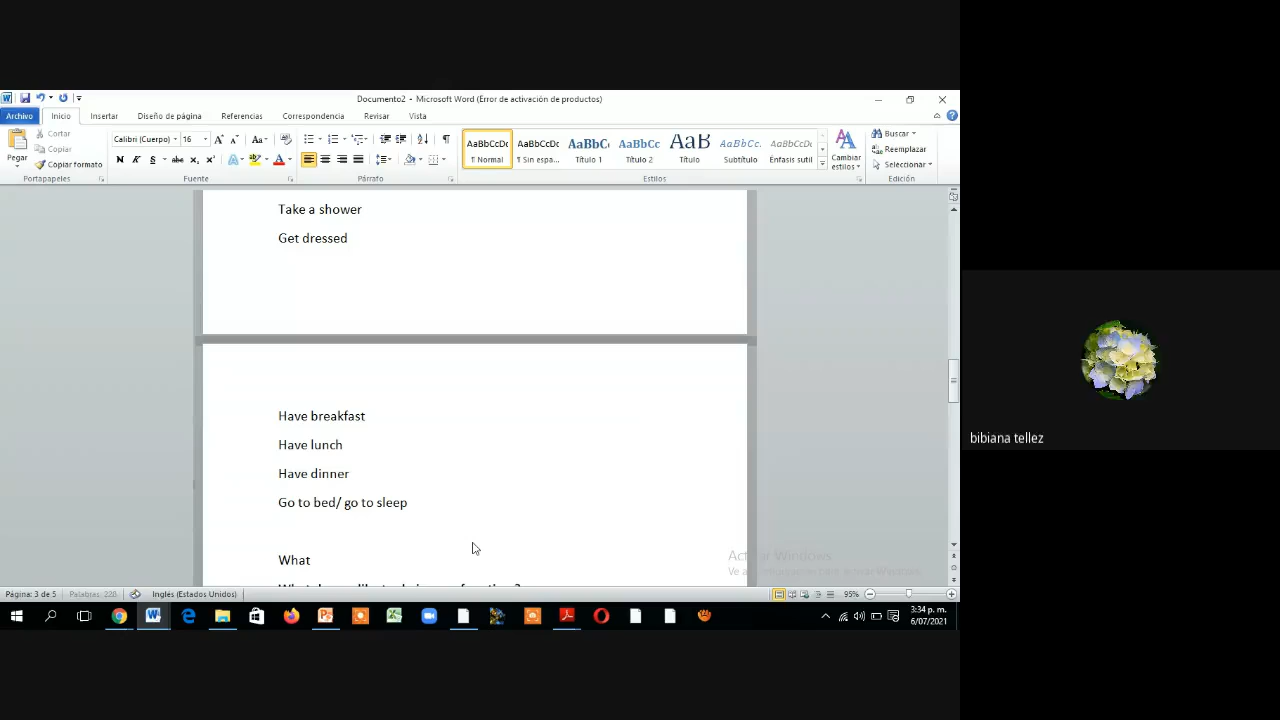 Documento2 - Microsoft Word (Error de activación de productos)
Archivo Inicio Insertar Diseño de página Referencias Correspondencia Revisar Vista
Pegar
Cortar
Copiar
Copiar formato
Portapapeles
Calibri (Cuerpo) 16
Fuente
Párrafo
AaBbCcDc AaBbCcDc AaBbC AaBbCc AaB AaBbCc. AaBbCcDc
¶ Normal ¶ Sin espa... Título 1 Título 2 Título Subtítulo Énfasis sutil
Estilos
Cambiar
estilos
Buscar
Reemplazar
Seleccionar
Edición
Take a shower
Get dressed
Have breakfast
Have lunch
Have dinner
Go to bed/ go to sleep
What
Activar Windows
Página: 3 de 5 Palabras: 228 Inglés (Estados Unidos) 95%
3:34 p. m.
6/07/2021
bibiana tellez